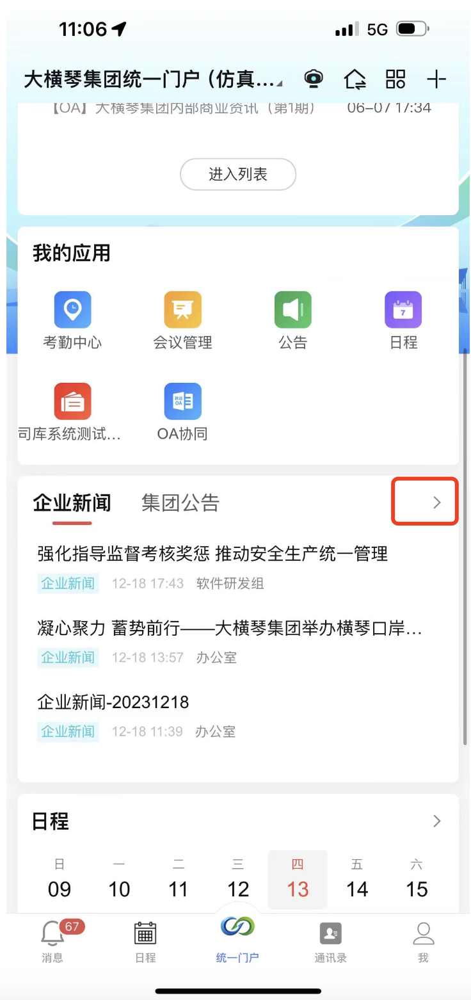 11:06
5G
大横琴集团统一门户（仿真...
【OA】大横琴集团内部商业资讯（第1期） 06-07 17:34
进入列表
我的应用
考勤中心 会议管理 公告 日程
7
致远
OA
司库系统测试... OA协同
企业新闻 集团公告
强化指导监督考核奖惩 推动安全生产统一管理
企业新闻 12-18 17:43 软件研发组
凝心聚力 蓄势前行——大横琴集团举办横琴口岸...
企业新闻 12-18 13:57 办公室
企业新闻-20231218
企业新闻 12-18 11:39 办公室
日程
日 一 二 三 四 五 六
09 10 11 12 13 14 15
67
消息 日程 统一门户 通讯录 我